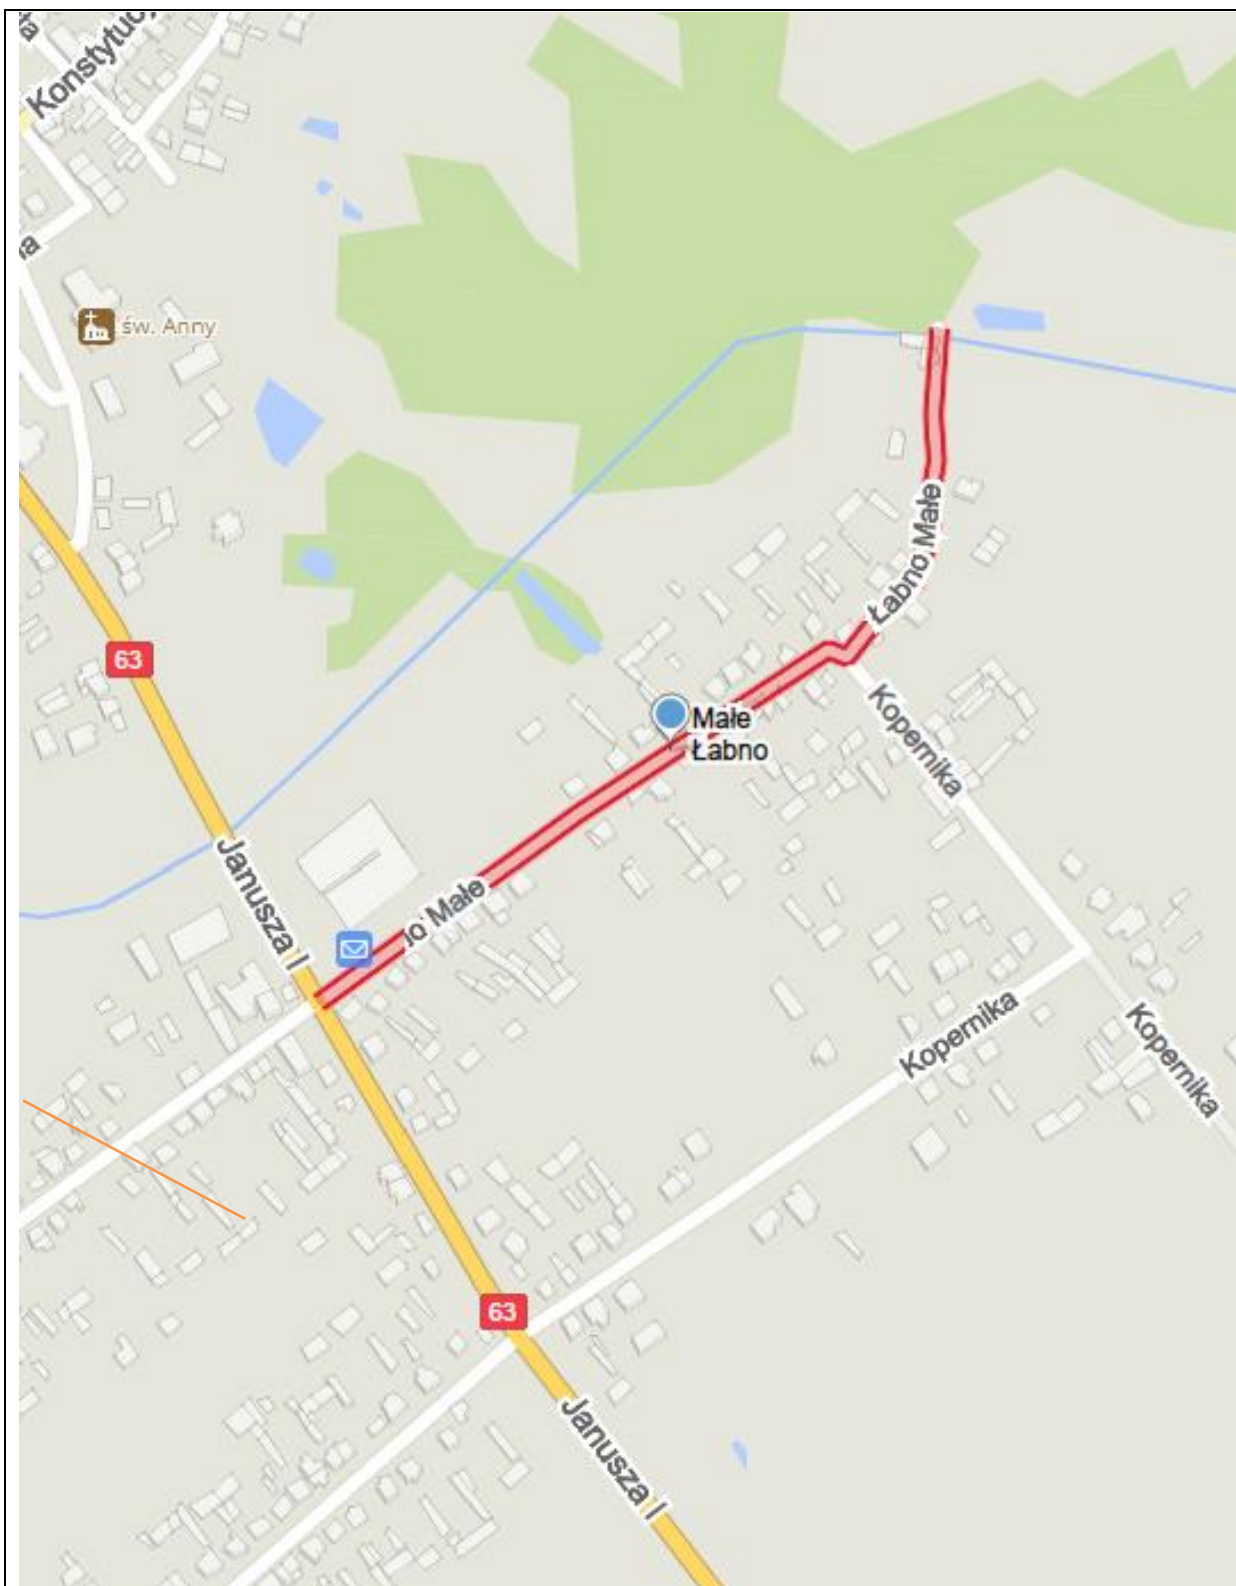 Konstytuc
św. Anny
63
Łabno Małe
Małe
Łabno
Kopernika
Janusza I
o Małe
Kopernika
Kopernika
63
Janusza I